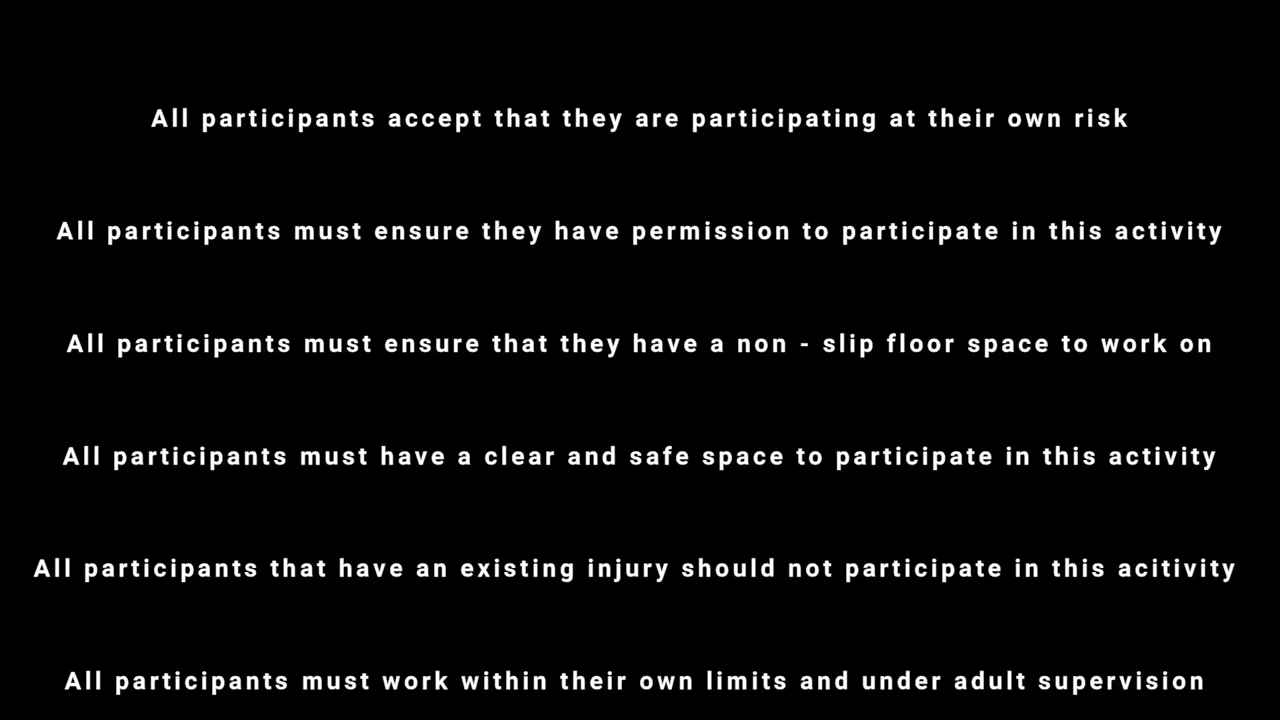 All participants accept that they are participating at their own risk
All participants must ensure they have permission to participate in this activity
All participants must ensure that they have a non - slip floor space to work on
All participants must have a clear and safe space to participate in this activity
All participants that have an existing injury should not participate in this acitivity
All participants must work within their own limits and under adult supervision